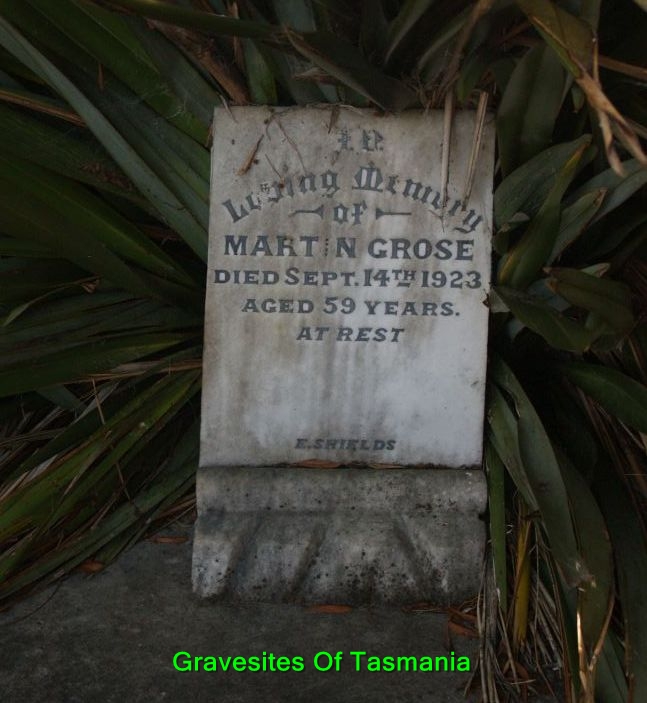 In
Loving Memory
of
MARTIN GROSE
DIED SEPT. 14TH 1923
AGED 59 YEARS.
AT REST
E. SHIELDS
Gravesites Of Tasmania